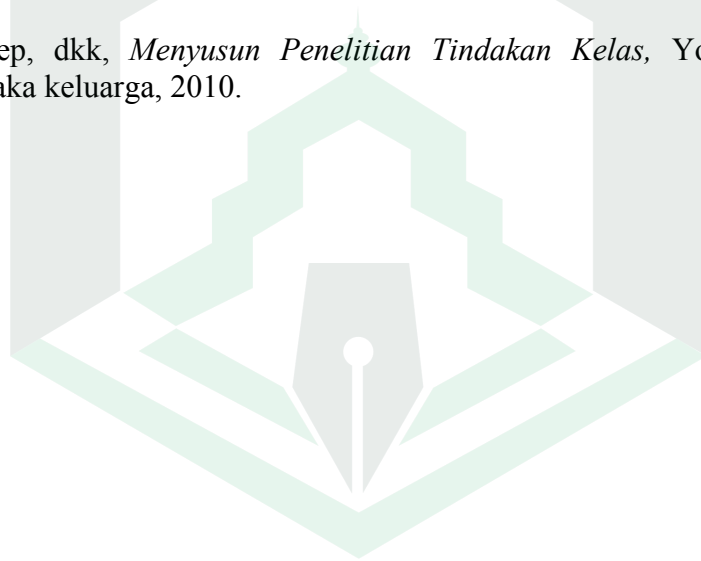 ep, dkk, Menyusun Penelitian Tindakan Kelas, Yo
aka keluarga, 2010.